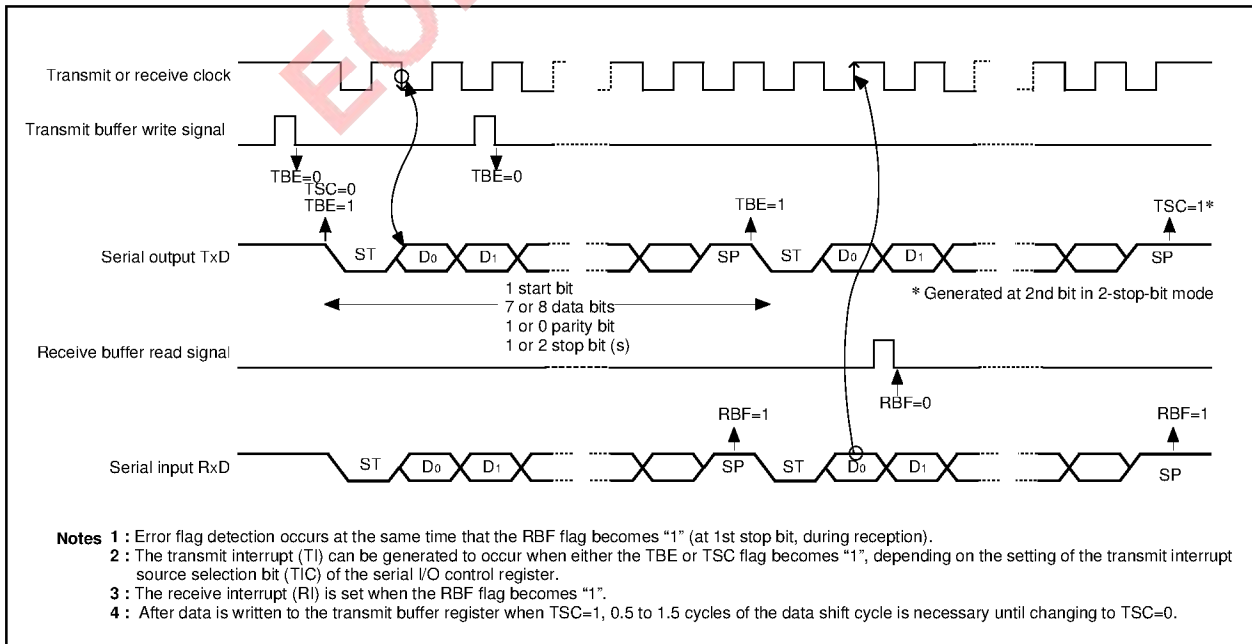 EOL
Transmit or receive clock
Transmit buffer write signal
TBE=0
TSC=0
TBE=1
TBE=0
TBE=1
TSC=1*
Serial output TxD
ST
D0
D1
SP
ST
D0
D1
SP
1 start bit
7 or 8 data bits
1 or 0 parity bit
1 or 2 stop bit (s)
* Generated at 2nd bit in 2-stop-bit mode
Receive buffer read signal
RBF=0
RBF=1
RBF=1
Serial input RxD
ST
D0
D1
SP
ST
D0
D1
SP
Notes 1 : Error flag detection occurs at the same time that the RBF flag becomes “1” (at 1st stop bit, during reception).
2 : The transmit interrupt (TI) can be generated to occur when either the TBE or TSC flag becomes “1”, depending on the setting of the transmit interrupt
source selection bit (TIC) of the serial I/O control register.
3 : The receive interrupt (RI) is set when the RBF flag becomes “1”.
4 : After data is written to the transmit buffer register when TSC=1, 0.5 to 1.5 cycles of the data shift cycle is necessary until changing to TSC=0.